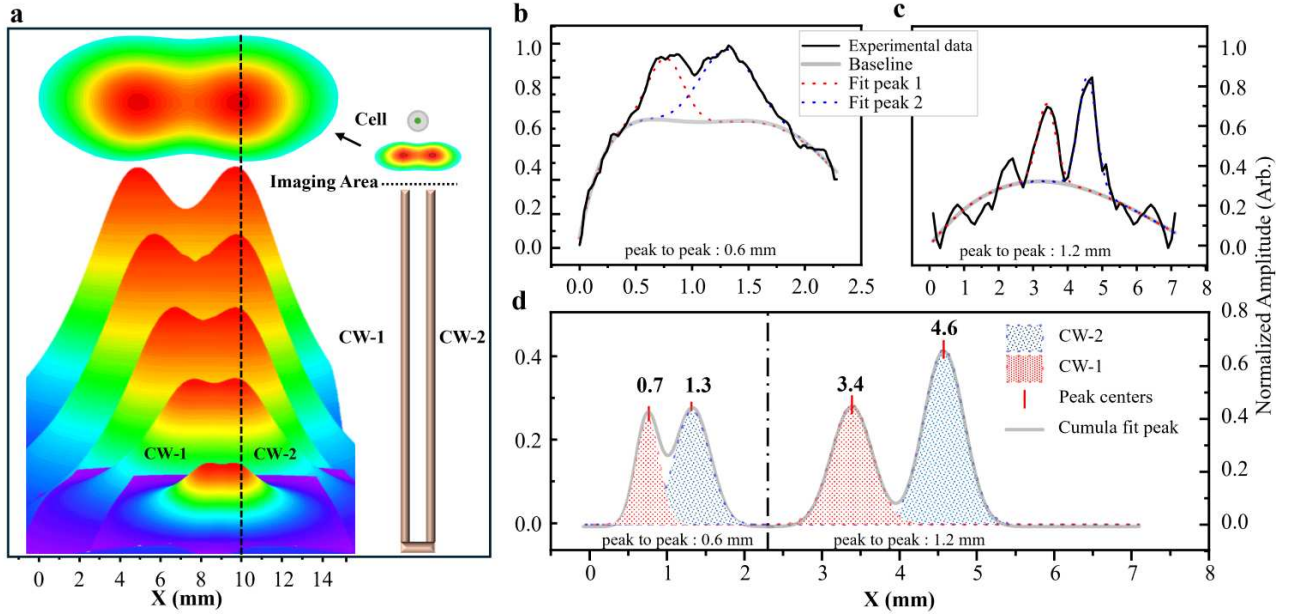 a
Cell
Imaging Area
CW-1
CW-2
CW-1
CW-2
0 2 4 6 8 10 12 14
X (mm)
b
1.0
0.8
0.6
0.4
0.2
0.0
peak to peak : 0.6 mm
0.0 0.5 1.0 1.5 2.0 2.5
Experimental data
Baseline
Fit peak 1
Fit peak 2
c
1.0
0.8
0.6
0.4
0.2
0.0
peak to peak : 1.2 mm
0 1 2 3 4 5 6 7 8
Normalized Amplitude (Arb.)
d
0.4
0.2
0.0
0.7
1.3
3.4
4.6
CW-2
CW-1
Peak centers
Cumula fit peak
0.8
0.6
0.4
0.2
0.0
peak to peak : 0.6 mm
peak to peak : 1.2 mm
0 1 2 3 4 5 6 7 8
X (mm)